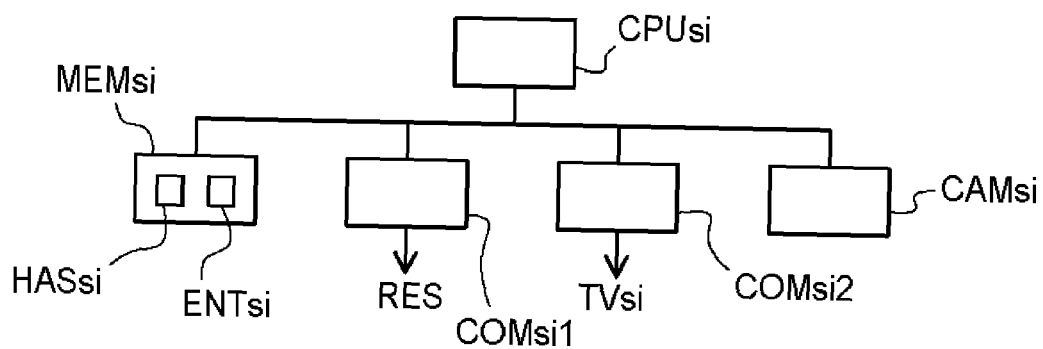 CPUsi
MEMsi
CAMsi
HASsi
ENTsi
RES
COMsi1
TVsi
COMsi2